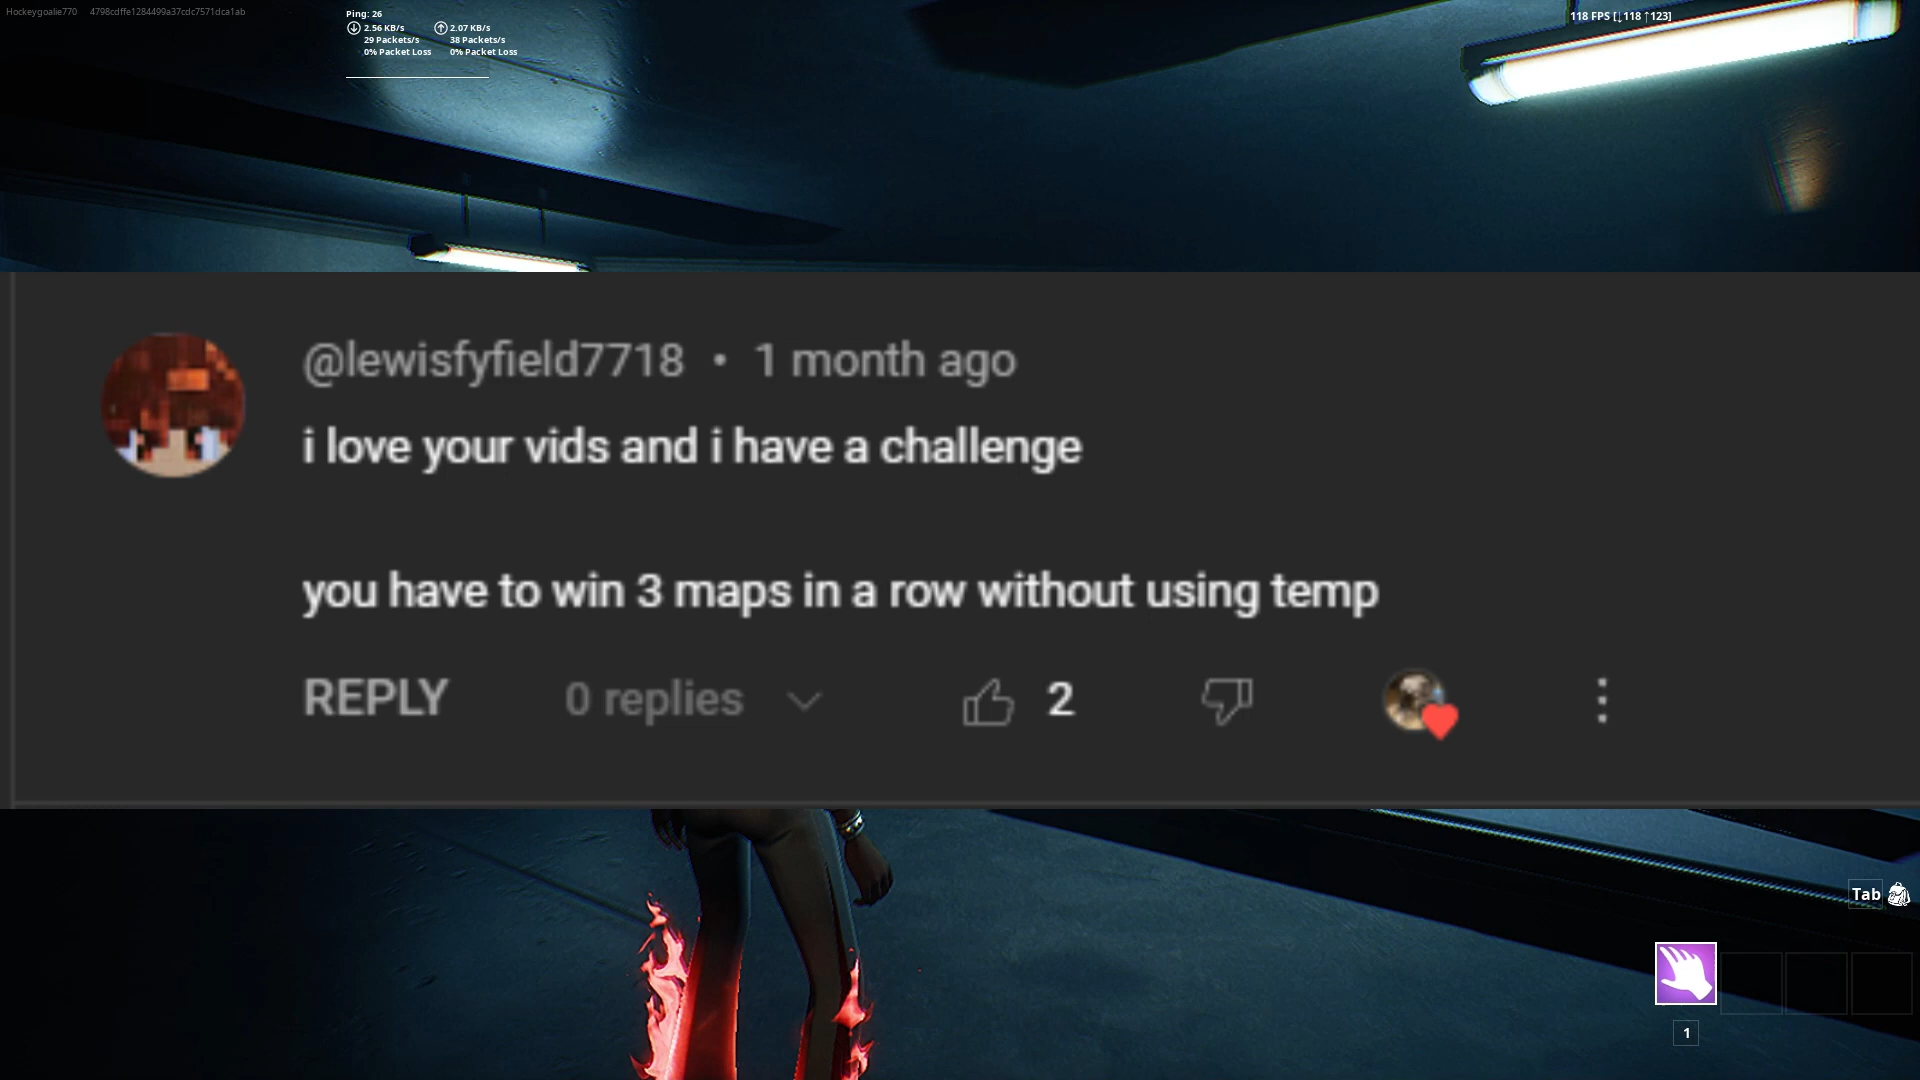 Hockeygoalie770 4798cdffe1284499a37cdc7571dca1ab
Ping: 26
2.56 KB/s 2.07 KB/s
29 Packets/s 38 Packets/s
0% Packet Loss 0% Packet Loss
118 FPS [↓118 ↑123]
@lewisfyfield7718 • 1 month ago
i love your vids and i have a challenge
you have to win 3 maps in a row without using temp
REPLY 0 replies 2
Tab
1